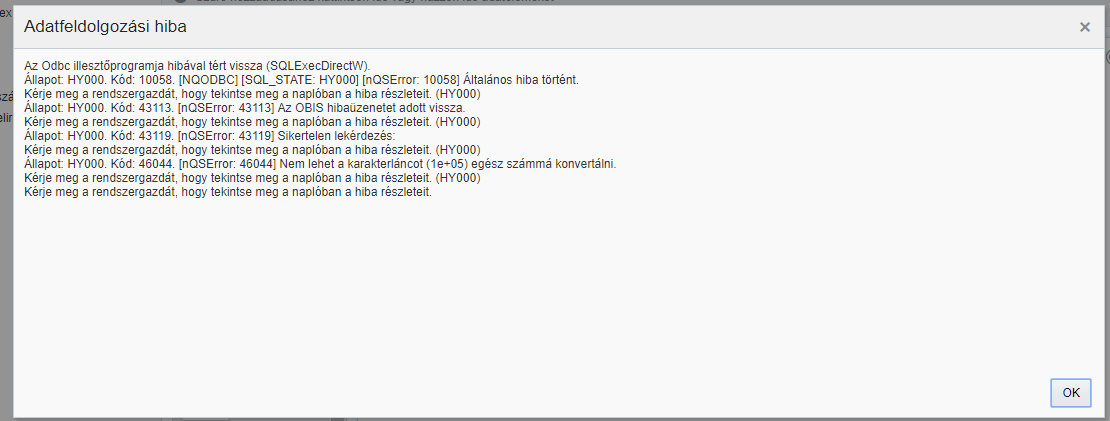 Adatfeldolgozási hiba
Az Odbc illesztőprogramja hibával tért vissza (SQLExecDirectW).
Állapot: HY000. Kód: 10058. [NQODBC] [SQL_STATE: HY000] [nQSError: 10058] Általános hiba történt.
Kérje meg a rendszergazdát, hogy tekintse meg a naplóban a hiba részleteit. (HY000)
Állapot: HY000. Kód: 43113. [nQSError: 43113] Az OBIS hibaüzenetet adott vissza.
Kérje meg a rendszergazdát, hogy tekintse meg a naplóban a hiba részleteit. (HY000)
Állapot: HY000. Kód: 43119. [nQSError: 43119] Sikertelen lekérdezés:
Kérje meg a rendszergazdát, hogy tekintse meg a naplóban a hiba részleteit. (HY000)
Állapot: HY000. Kód: 46044. [nQSError: 46044] Nem lehet a karakterláncot (1e+05) egész számmá konvertálni.
Kérje meg a rendszergazdát, hogy tekintse meg a naplóban a hiba részleteit. (HY000)
Kérje meg a rendszergazdát, hogy tekintse meg a naplóban a hiba részleteit.
OK